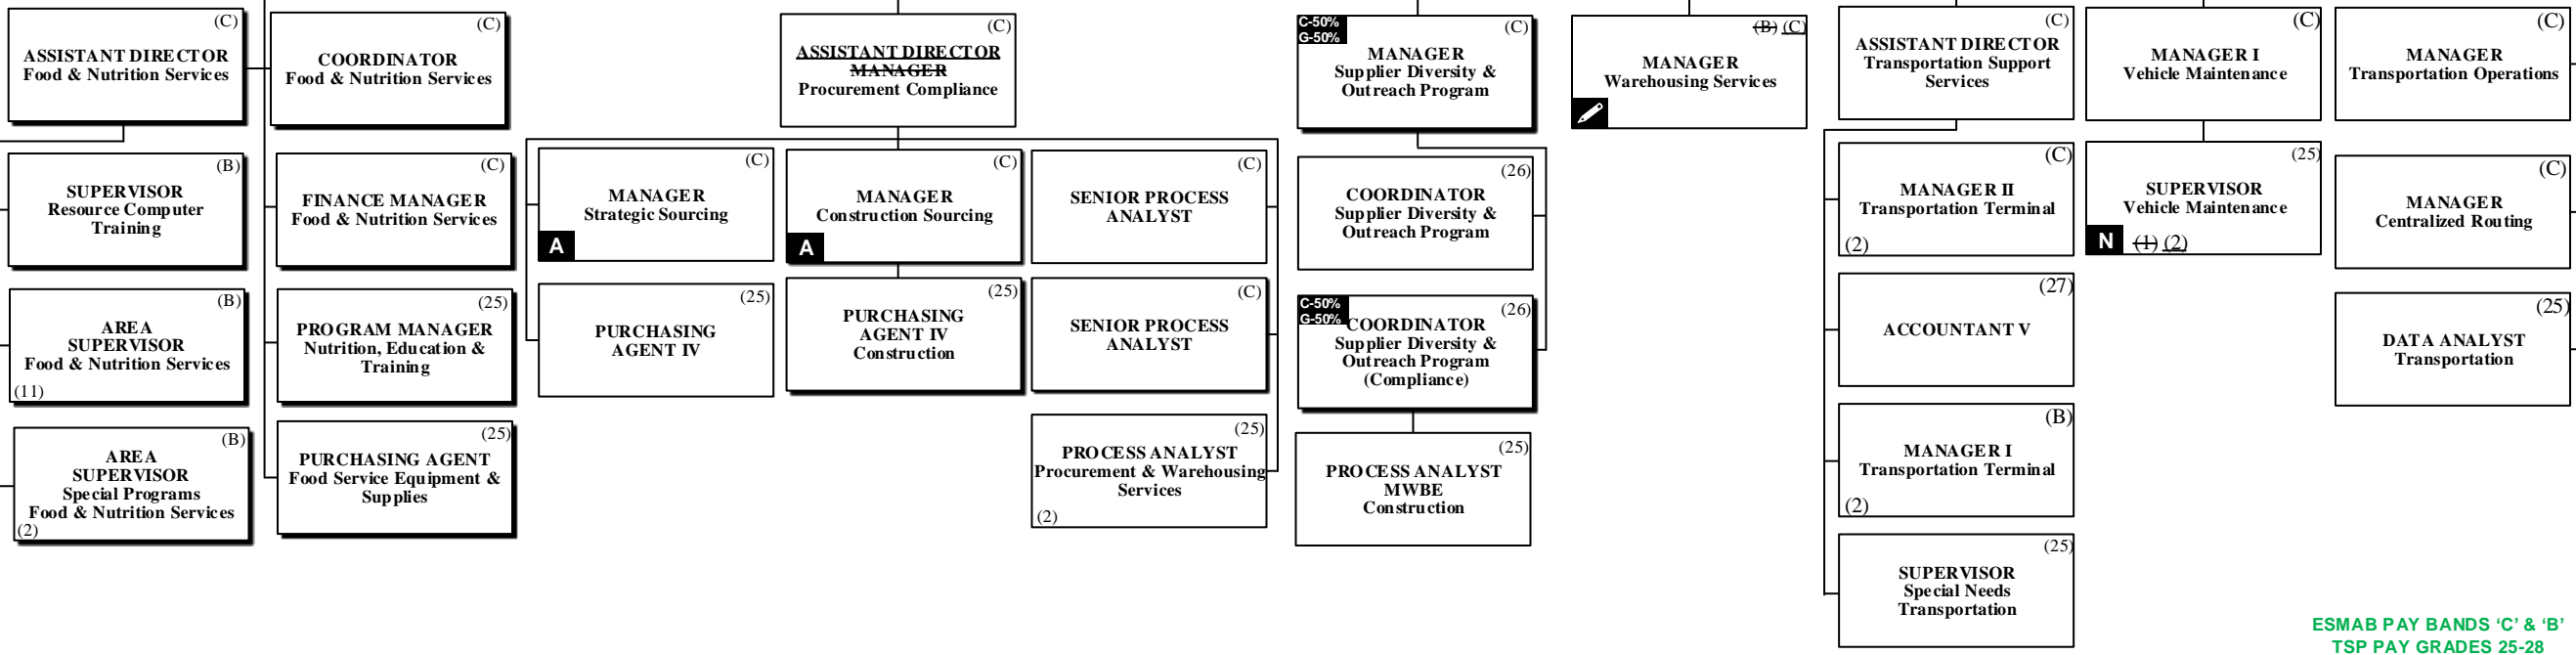 (C)
ASSISTANT DIRECTOR
Food & Nutrition Services
(C)
COORDINATOR
Food & Nutrition Services
(B)
SUPERVISOR
Resource Computer
Training
(C)
FINANCE MANAGER
Food & Nutrition Services
(B)
AREA
SUPERVISOR
Food & Nutrition Services
(11)
(25)
PROGRAM MANAGER
Nutrition, Education &
Training
(B)
AREA
SUPERVISOR
Special Programs
Food & Nutrition Services
(2)
(25)
PURCHASING AGENT
Food Service Equipment &
Supplies
(C)
ASSISTANT DIRECTOR
MANAGER
Procurement Compliance
(C)
MANAGER
Strategic Sourcing
A
(C)
MANAGER
Construction Sourcing
A
(C)
SENIOR PROCESS
ANALYST
(25)
PURCHASING
AGENT IV
(25)
PURCHASING
AGENT IV
Construction
(C)
SENIOR PROCESS
ANALYST
(25)
PROCESS ANALYST
Procurement & Warehousing
Services
(2)
C-50%
G-50%
(C)
MANAGER
Supplier Diversity &
Outreach Program
(26)
COORDINATOR
Supplier Diversity &
Outreach Program
C-50%
G-50%
(26)
COORDINATOR
Supplier Diversity &
Outreach Program
(Compliance)
(25)
PROCESS ANALYST
MWBE
Construction
(B) (C)
MANAGER
Warehousing Services
(C)
ASSISTANT DIRECTOR
Transportation Support
Services
(C)
MANAGER II
Transportation Terminal
(2)
(27)
ACCOUNTANT V
(B)
MANAGER I
Transportation Terminal
(2)
(25)
SUPERVISOR
Special Needs
Transportation
(C)
MANAGER I
Vehicle Maintenance
(25)
SUPERVISOR
Vehicle Maintenance
N (1) (2)
(C)
MANAGER
Transportation Operations
(C)
MANAGER
Centralized Routing
(25)
DATA ANALYST
Transportation
ESMAB PAY BANDS ‘C’ & ‘B’
TSP PAY GRADES 25-28